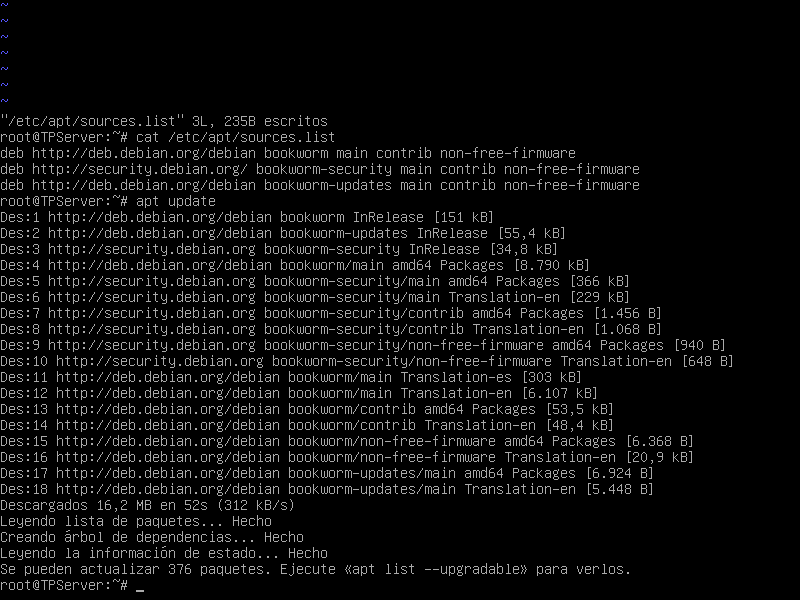 ~
~
~
~
~
~
~
"/etc/apt/sources.list" 3L, 235B escritos
root@TPServer:~# cat /etc/apt/sources.list
deb http://deb.debian.org/debian bookworm main contrib non-free-firmware
deb http://security.debian.org/ bookworm-security main contrib non-free-firmware
deb http://deb.debian.org/debian bookworm-updates main contrib non-free-firmware
root@TPServer:~# apt update
Des:1 http://deb.debian.org/debian bookworm InRelease [151 kB]
Des:2 http://deb.debian.org/debian bookworm-updates InRelease [55,4 kB]
Des:3 http://security.debian.org bookworm-security InRelease [34,8 kB]
Des:4 http://deb.debian.org/debian bookworm/main amd64 Packages [8.790 kB]
Des:5 http://security.debian.org bookworm-security/main amd64 Packages [366 kB]
Des:6 http://security.debian.org bookworm-security/main Translation-en [229 kB]
Des:7 http://security.debian.org bookworm-security/contrib amd64 Packages [1.456 B]
Des:8 http://security.debian.org bookworm-security/contrib Translation-en [1.068 B]
Des:9 http://security.debian.org bookworm-security/non-free-firmware amd64 Packages [940 B]
Des:10 http://security.debian.org bookworm-security/non-free-firmware Translation-en [648 B]
Des:11 http://deb.debian.org/debian bookworm/main Translation-es [303 kB]
Des:12 http://deb.debian.org/debian bookworm/main Translation-en [6.107 kB]
Des:13 http://deb.debian.org/debian bookworm/contrib amd64 Packages [53,5 kB]
Des:14 http://deb.debian.org/debian bookworm/contrib Translation-en [48,4 kB]
Des:15 http://deb.debian.org/debian bookworm/non-free-firmware amd64 Packages [6.368 B]
Des:16 http://deb.debian.org/debian bookworm/non-free-firmware Translation-en [20,9 kB]
Des:17 http://deb.debian.org/debian bookworm-updates/main amd64 Packages [6.924 B]
Des:18 http://deb.debian.org/debian bookworm-updates/main Translation-en [5.448 B]
Descargados 16,2 MB en 52s (312 kB/s)
Leyendo lista de paquetes... Hecho
Creando árbol de dependencias... Hecho
Leyendo la información de estado... Hecho
Se pueden actualizar 376 paquetes. Ejecute «apt list --upgradable» para verlos.
root@TPServer:~# _